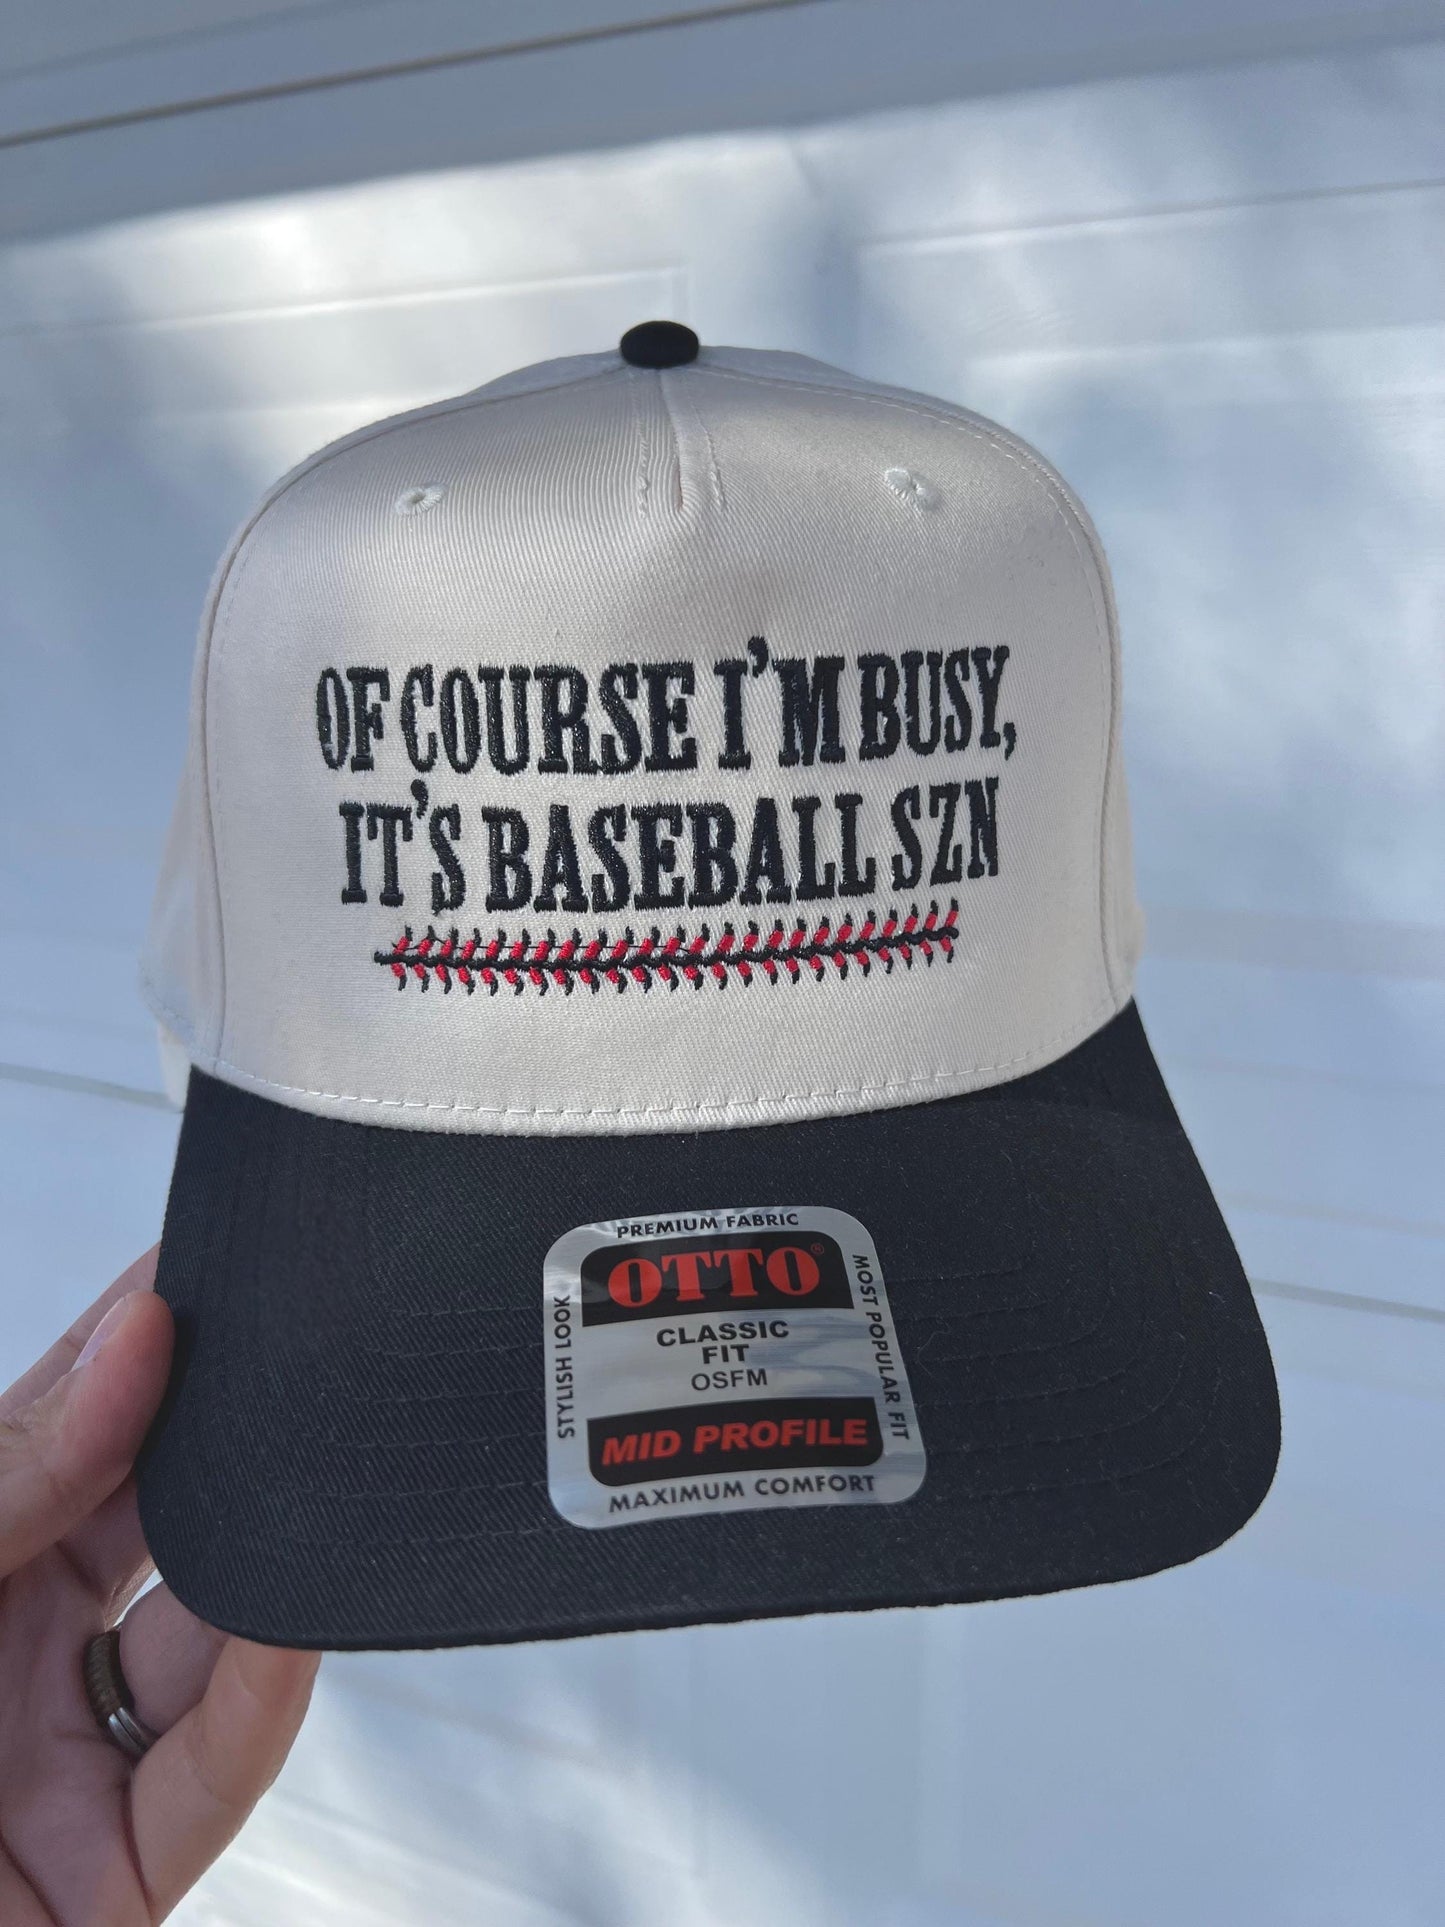 OF COURSE I'M BUSY,
IT'S BASEBALL SZN
PREMIUM FABRIC
OTTO®
STYLISH LOOK
CLASSIC
FIT
OSFM
MOST POPULAR FIT
MID PROFILE
MAXIMUM COMFORT